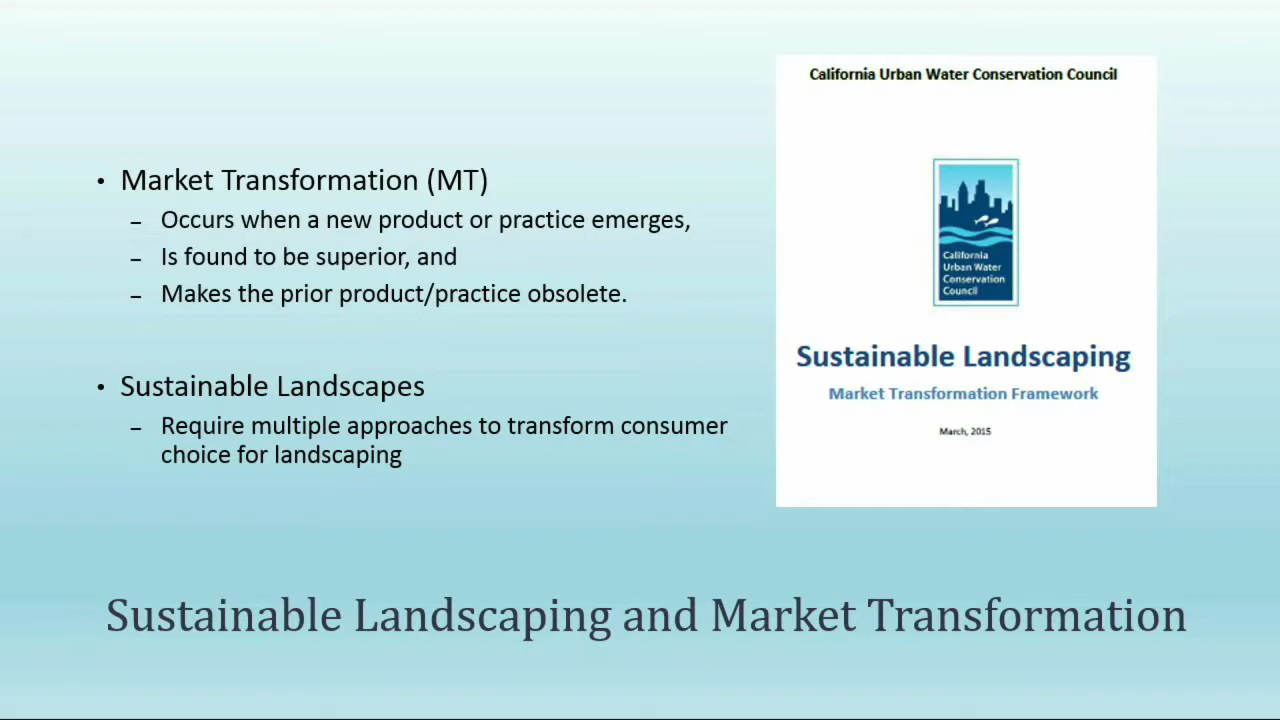 • Market Transformation (MT)
– Occurs when a new product or practice emerges,
– Is found to be superior, and
– Makes the prior product/practice obsolete.
• Sustainable Landscapes
– Require multiple approaches to transform consumer
choice for landscaping
California Urban Water Conservation Council
California
Urban Water
Conservation
Council
Sustainable Landscaping
Market Transformation Framework
March, 2015
Sustainable Landscaping and Market Transformation